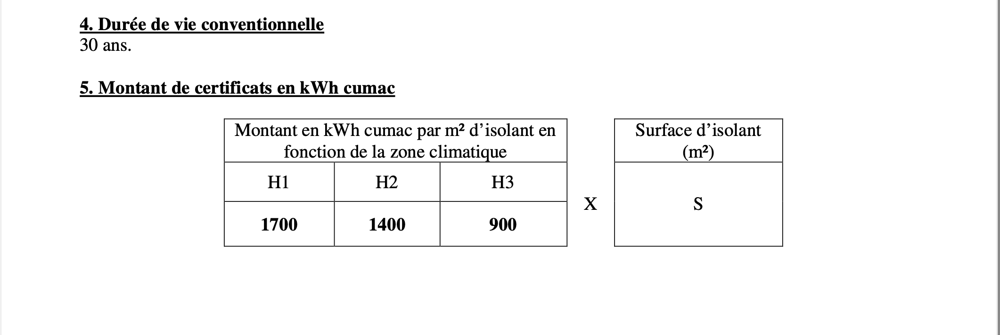 4. Durée de vie conventionnelle
30 ans.
5. Montant de certificats en kWh cumac
Montant en kWh cumac par m² d’isolant en
fonction de la zone climatique
H1 H2 H3
1700 1400 900
X
Surface d’isolant
(m²)
S